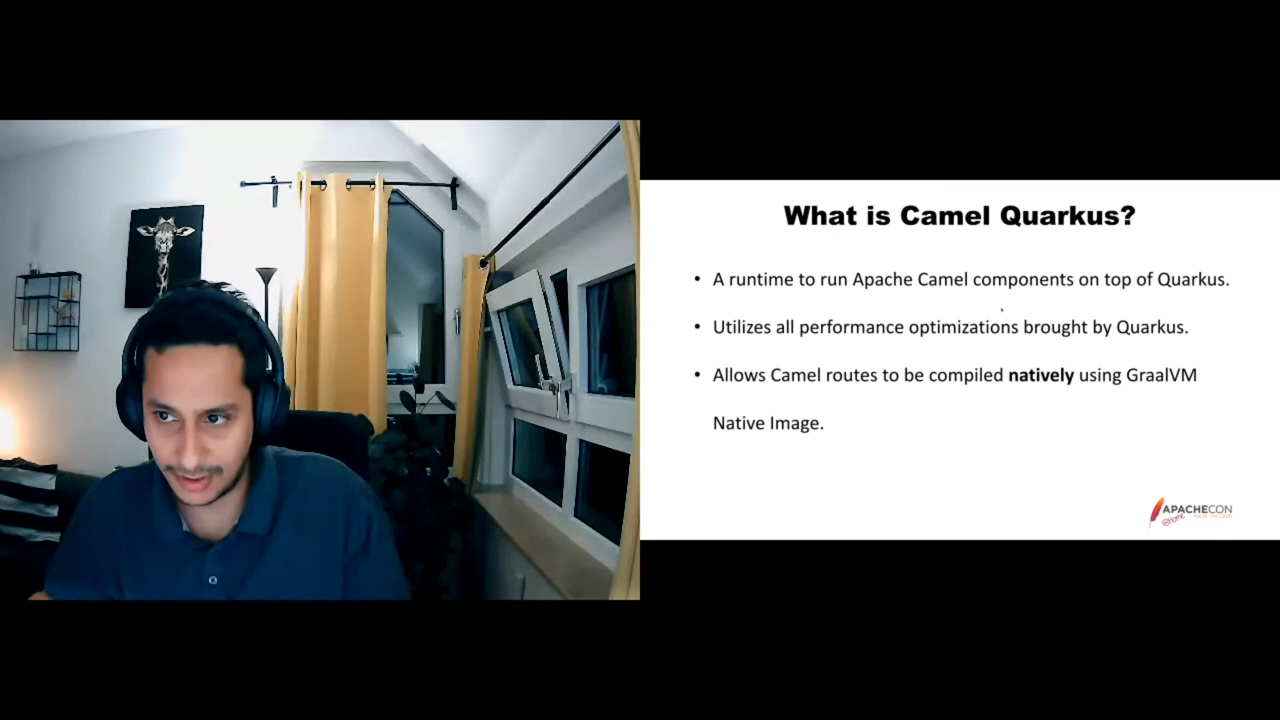 What is Camel Quarkus?
• A runtime to run Apache Camel components on top of Quarkus.
• Utilizes all performance optimizations brought by Quarkus.
• Allows Camel routes to be compiled natively using GraalVM
Native Image.
APACHECON
@home